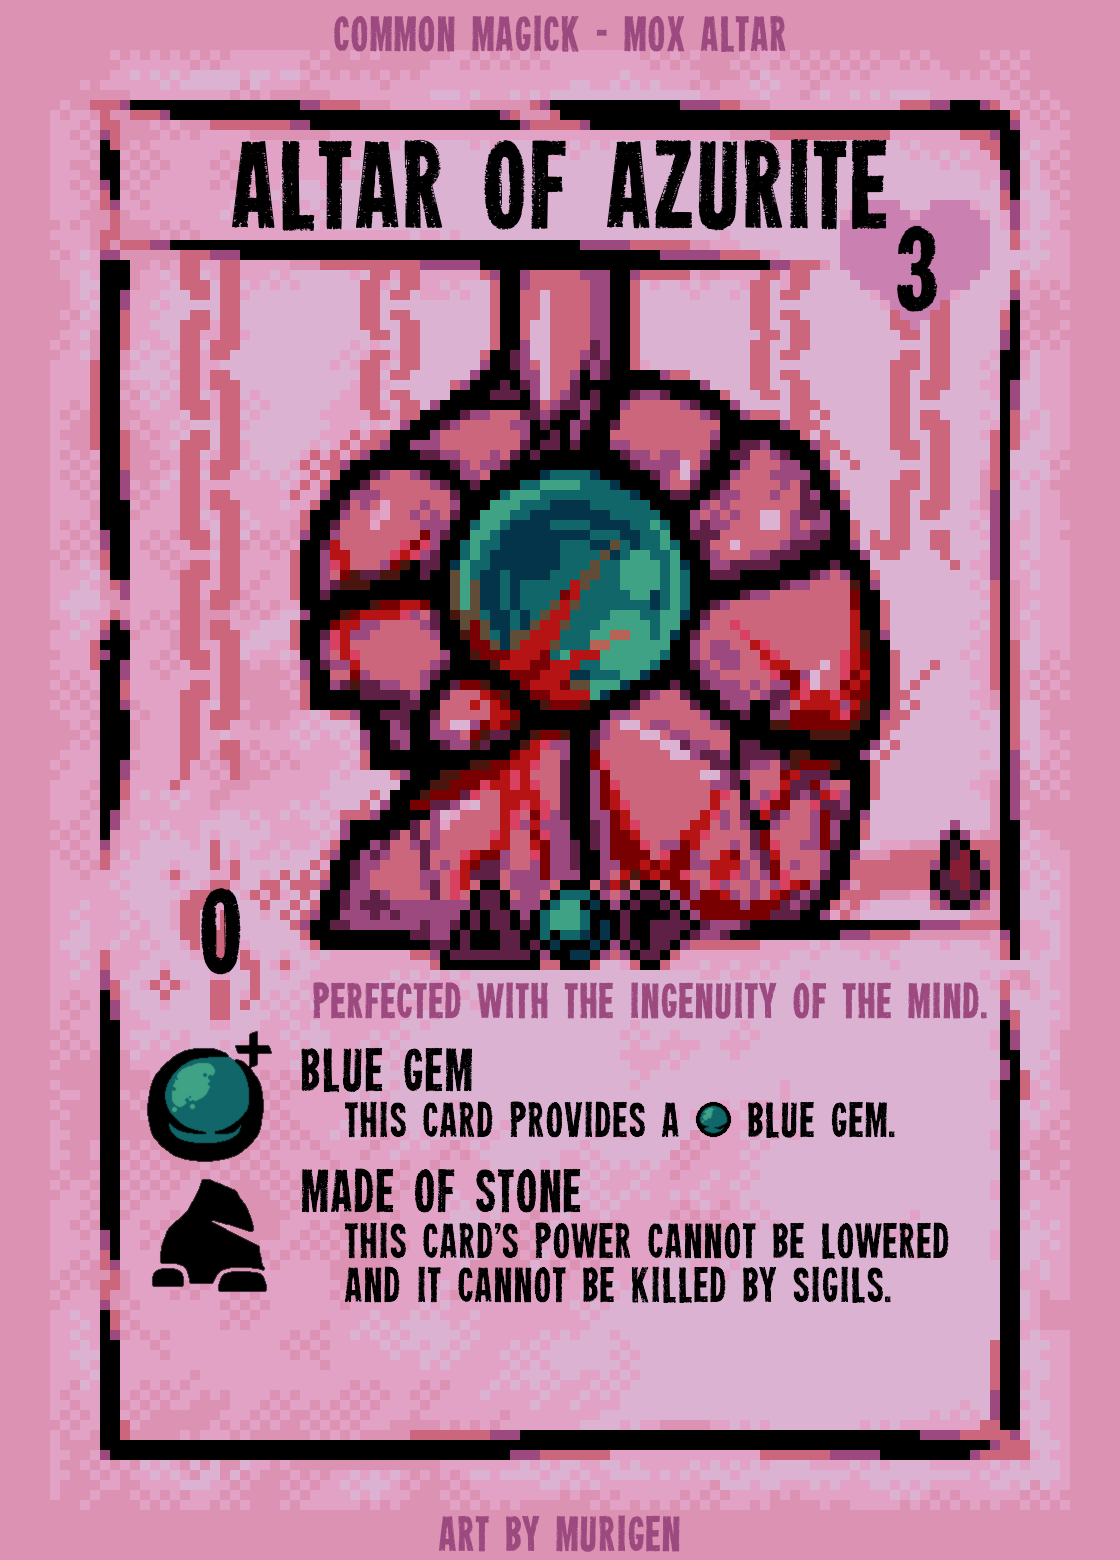 COMMON MAGICK - MOX ALTAR
ALTAR OF AZURITE
3
0
PERFECTED WITH THE INGENUITY OF THE MIND.
BLUE GEM
THIS CARD PROVIDES A BLUE GEM.
MADE OF STONE
THIS CARD'S POWER CANNOT BE LOWERED
AND IT CANNOT BE KILLED BY SIGILS.
ART BY MURIGEN